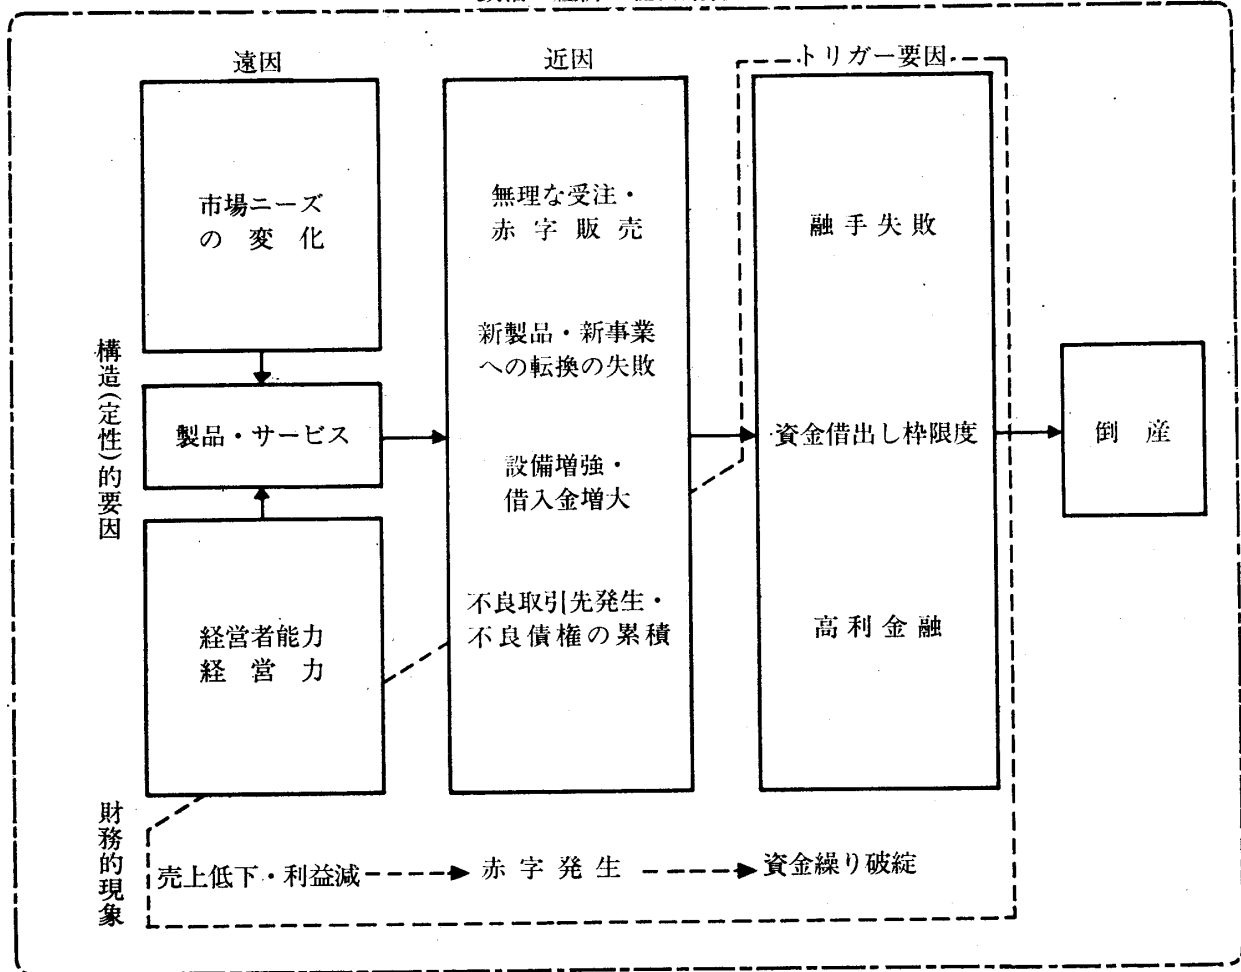 遠因
近因
トリガー要因
市場ニーズ
の変化
製品・サービス
経営者能力
経営力
無理な受注・
赤字販売
新製品・新事業
への転換の失敗
設備増強・
借入金増大
不良取引先発生・
不良債権の累積
融手失敗
資金借出し枠限度
高利金融
倒産
構造(定性)的要因
財務的現象
売上低下・利益減
赤字発生
資金繰り破綻